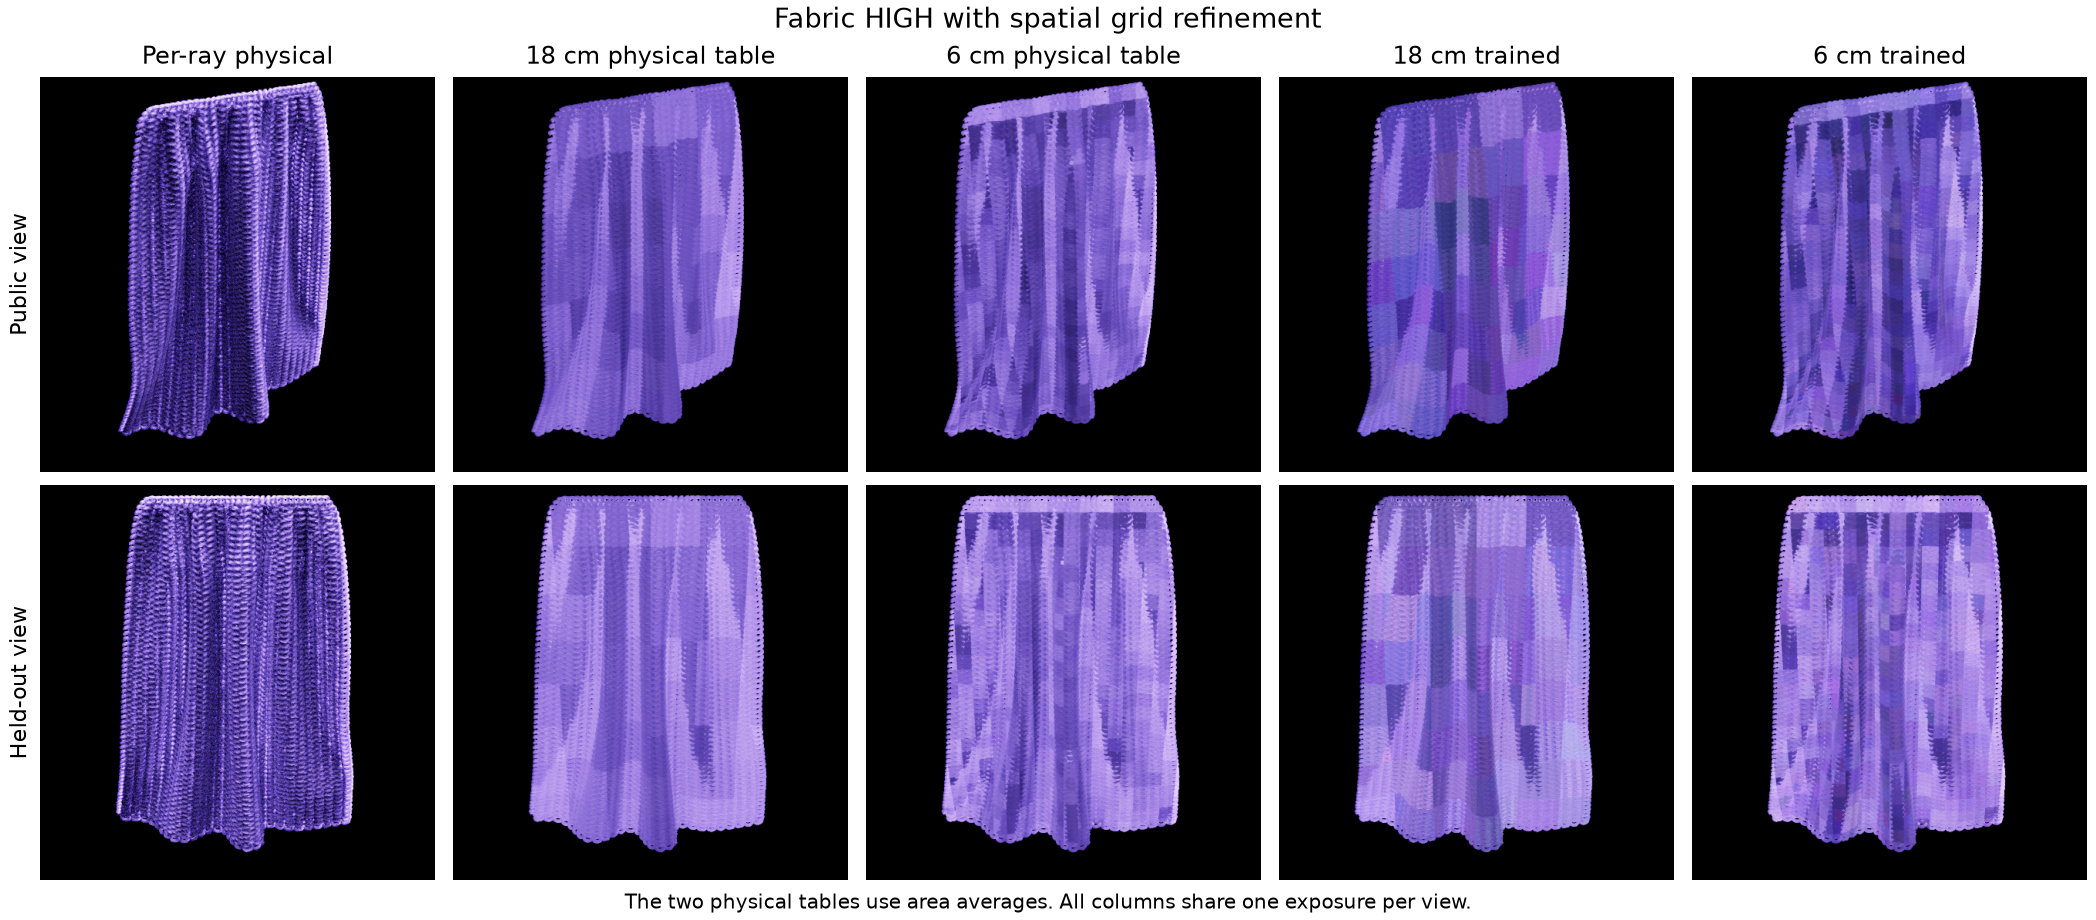 Fabric HIGH with spatial grid refinement
Per-ray physical
18 cm physical table
6 cm physical table
18 cm trained
6 cm trained
Public view
Held-out view
The two physical tables use area averages. All columns share one exposure per view.